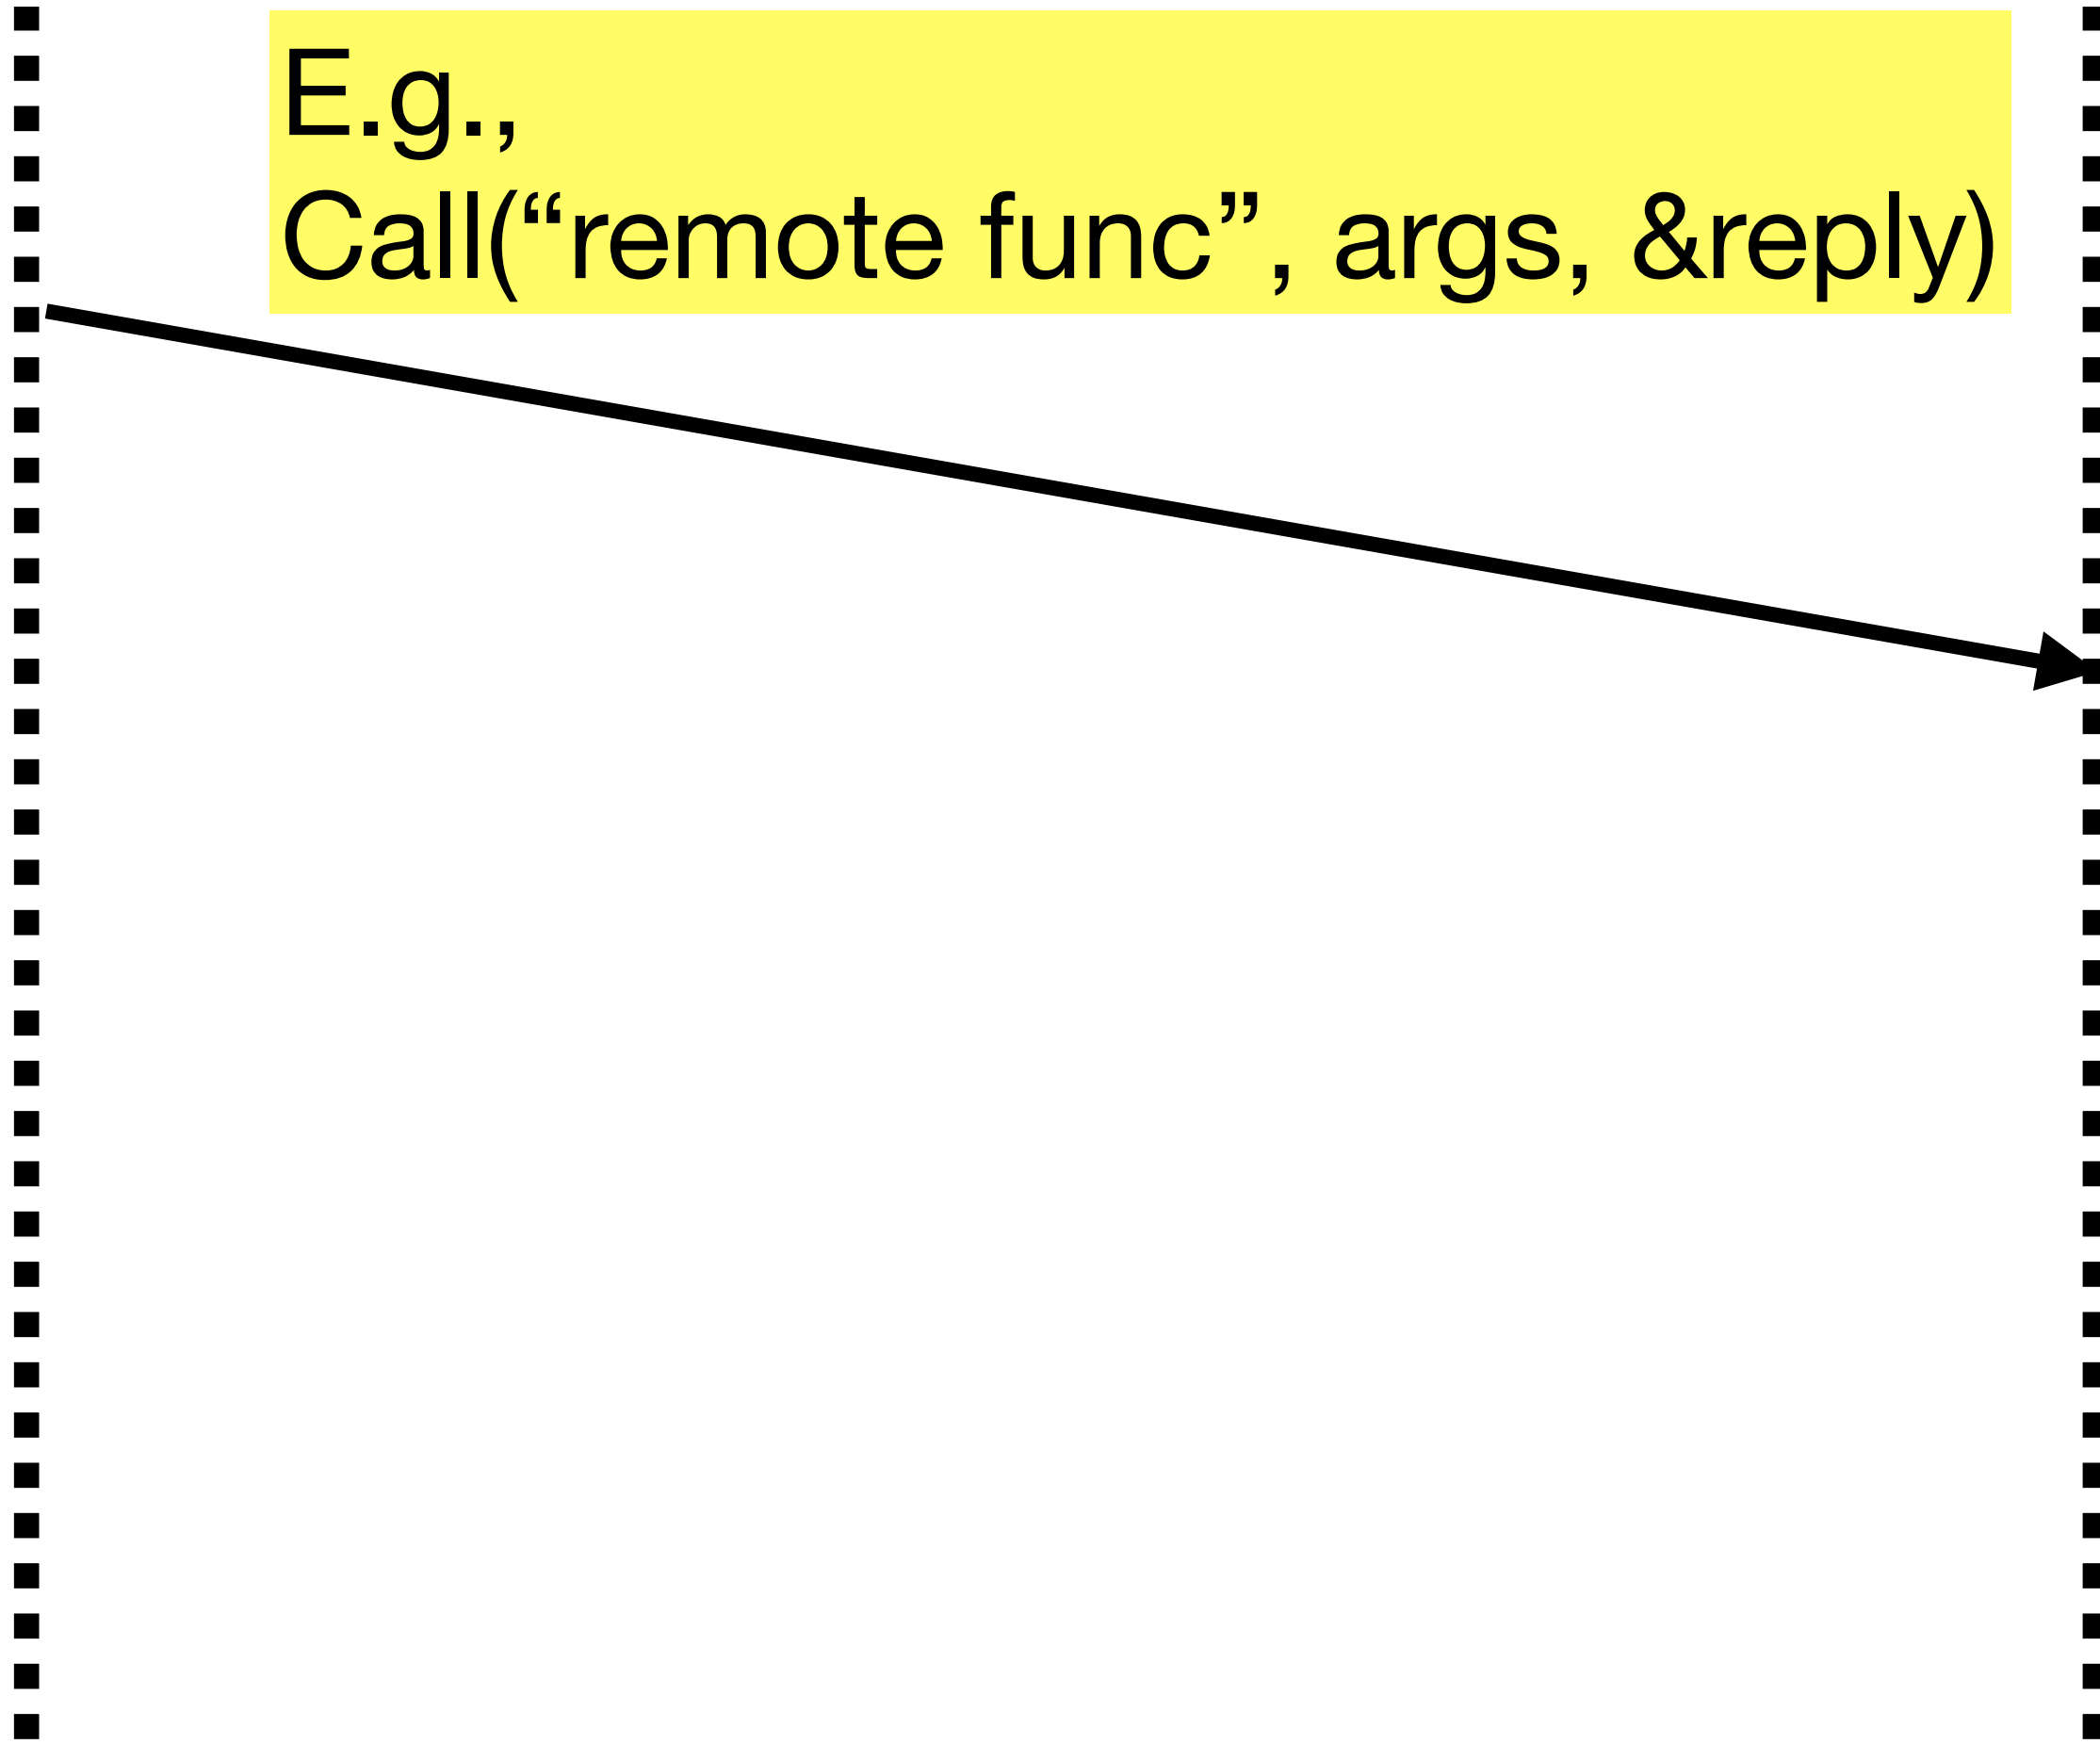 E.g.,
Call(“remote func”, args, &reply)